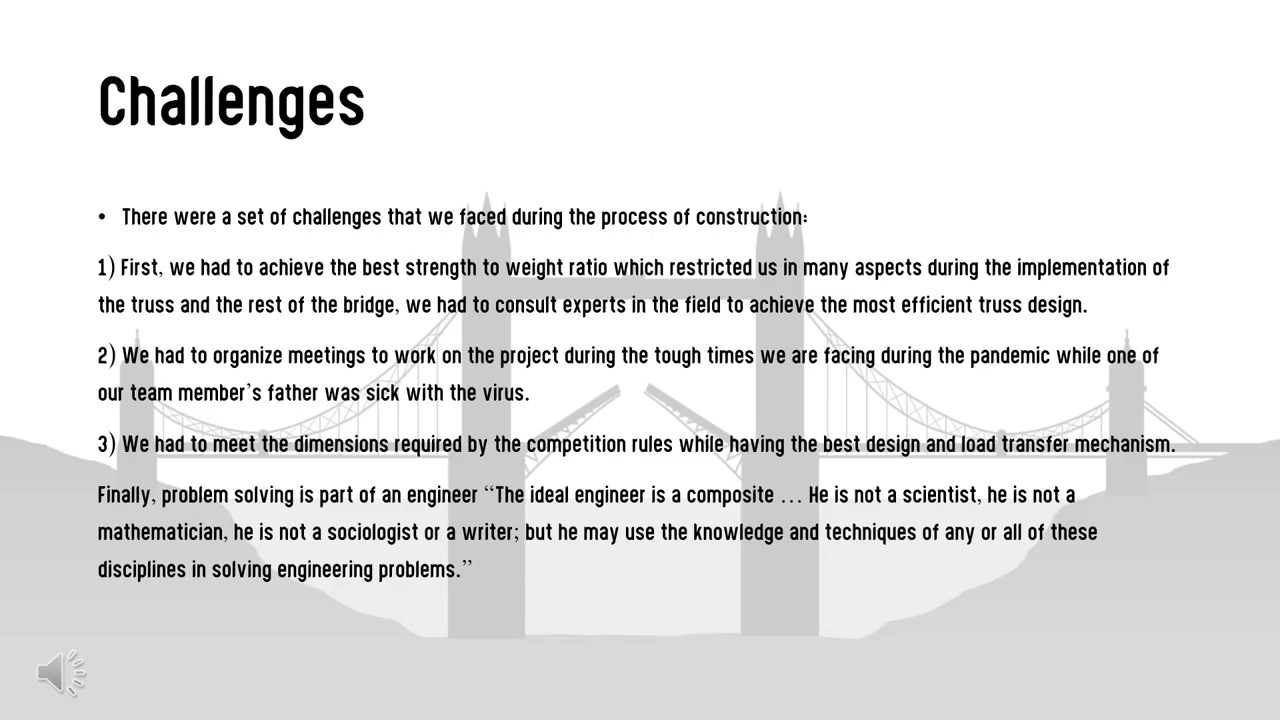 Challenges
• There were a set of challenges that we faced during the process of construction:
1) First, we had to achieve the best strength to weight ratio which restricted us in many aspects during the implementation of
the truss and the rest of the bridge, we had to consult experts in the field to achieve the most efficient truss design.
2) We had to organize meetings to work on the project during the tough times we are facing during the pandemic while one of
our team member’s father was sick with the virus.
3) We had to meet the dimensions required by the competition rules while having the best design and load transfer mechanism.
Finally, problem solving is part of an engineer “The ideal engineer is a composite … He is not a scientist, he is not a
mathematician, he is not a sociologist or a writer; but he may use the knowledge and techniques of any or all of these
disciplines in solving engineering problems.”